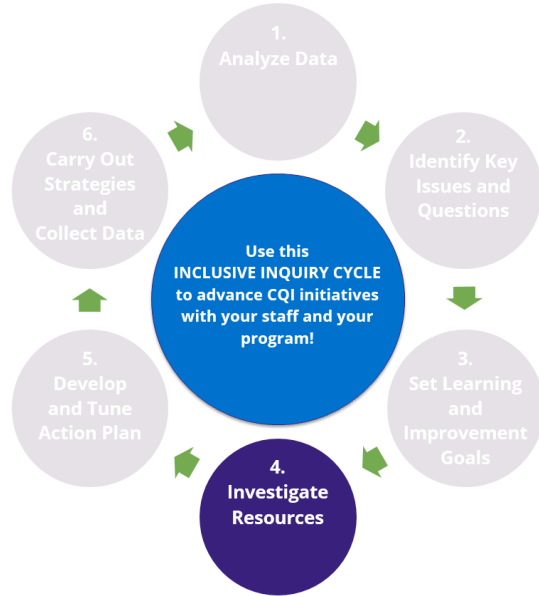 1.
Analyze Data
2.
Identify Key
Issues and
Questions
3.
Set Learning
and
Improvement
Goals
4.
Investigate
Resources
5.
Develop
and Tune
Action Plan
6.
Carry Out
Strategies
and
Collect Data
Use this
INCLUSIVE INQUIRY CYCLE
to advance CQI initiatives
with your staff and your
program!